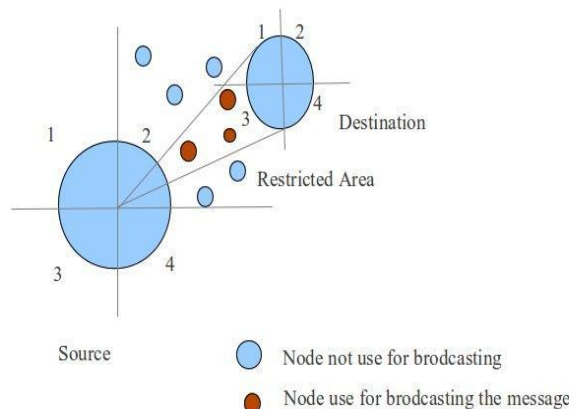 1 2
3 4
Destination
1 2
Restricted Area
3 4
Source
Node not use for brodcasting
Node use for brodcasting the message